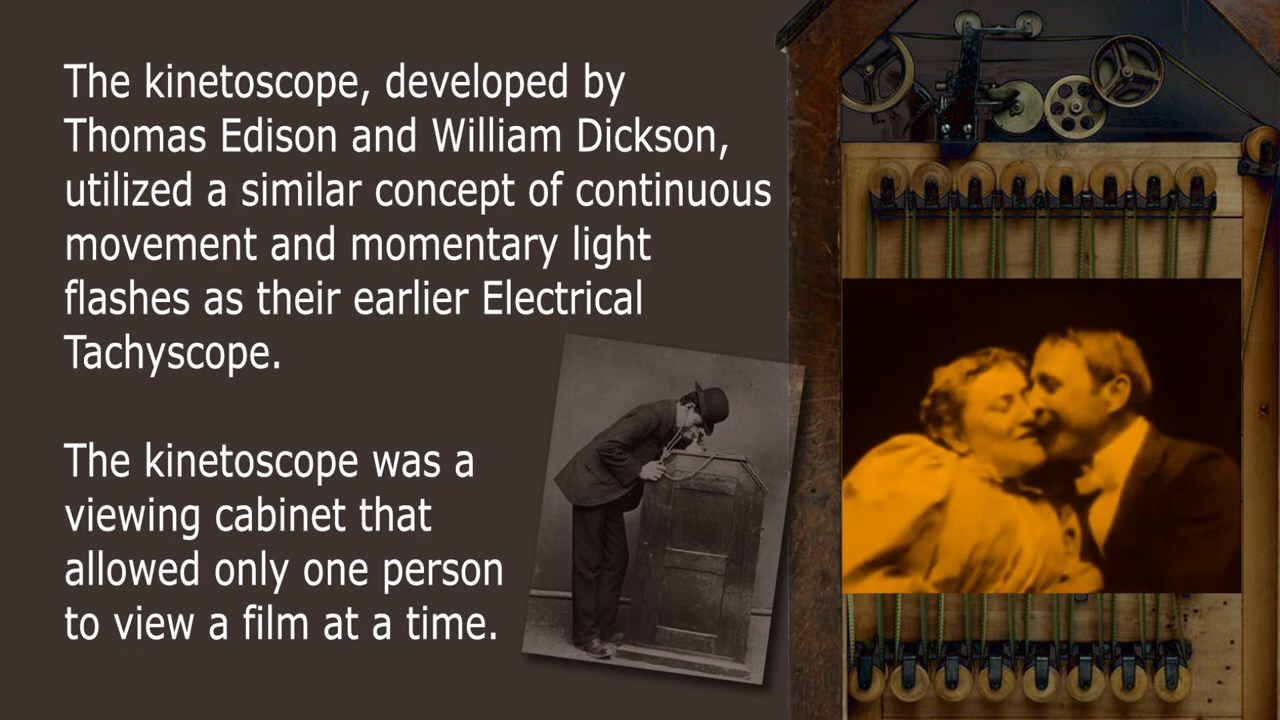 The kinetoscope, developed by
Thomas Edison and William Dickson,
utilized a similar concept of continuous
movement and momentary light
flashes as their earlier Electrical
Tachyscope.
The kinetoscope was a
viewing cabinet that
allowed only one person
to view a film at a time.